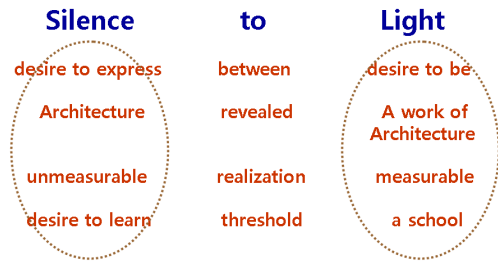 Silence to Light
desire to express between desire to be
Architecture revealed A work of
Architecture
unmeasurable realization measurable
desire to learn threshold a school